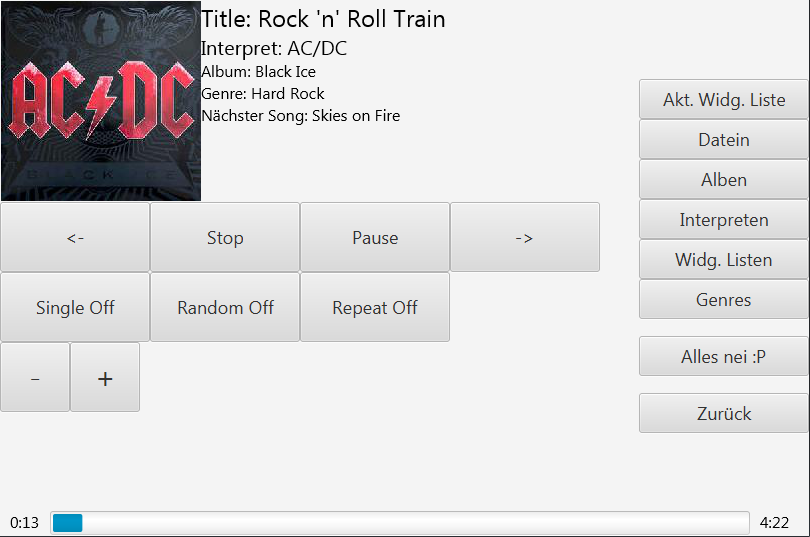 AC/DC
BLACK ICE
Title: Rock 'n' Roll Train
Interpret: AC/DC
Album: Black Ice
Genre: Hard Rock
Nächster Song: Skies on Fire
Akt. Widg. Liste
Datein
Alben
Interpreten
Widg. Listen
Genres
Alles nei :P
Zurück
<- Stop Pause ->
Single Off Random Off Repeat Off
- +
0:13 4:22